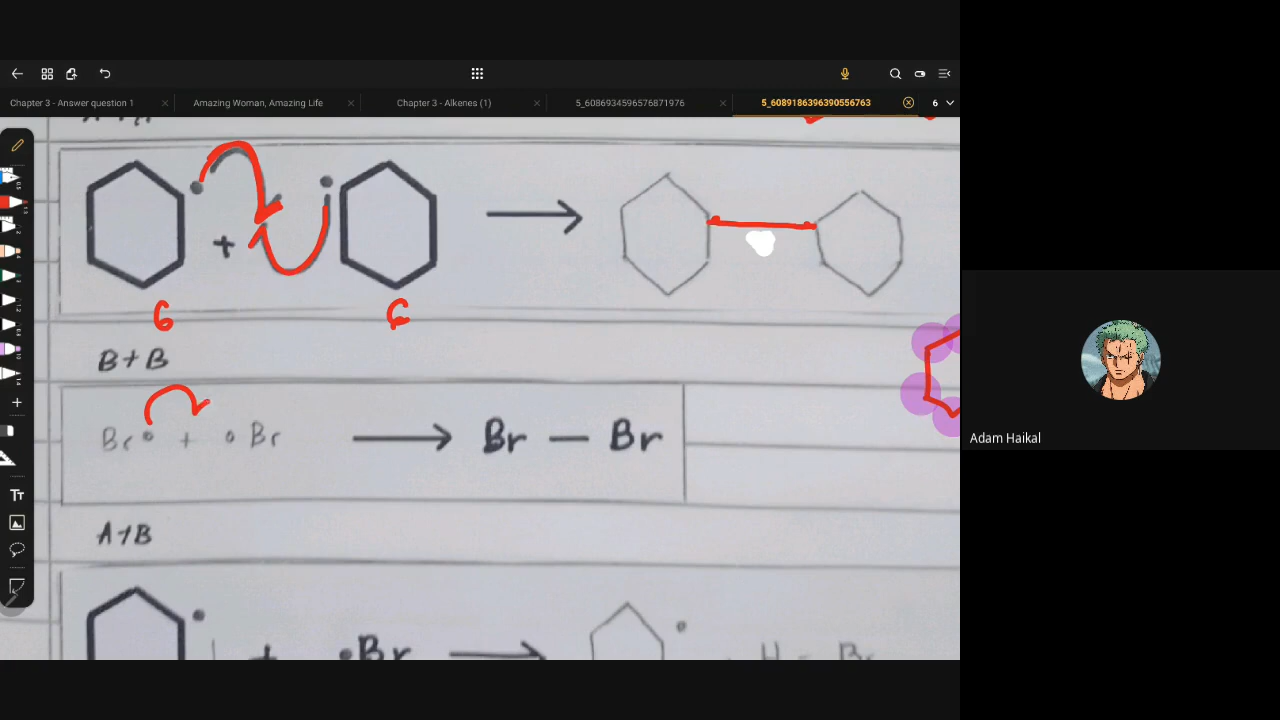 Chapter 3 - Answer question 1
Amazing Woman, Amazing Life
Chapter 3 - Alkenes (1)
5_6086934596576871976
5_6089186396390556763
6
+
6 6
B + B
Br• + •Br → Br — Br
Adam Haikal
A + B
+ •Br →
Tt